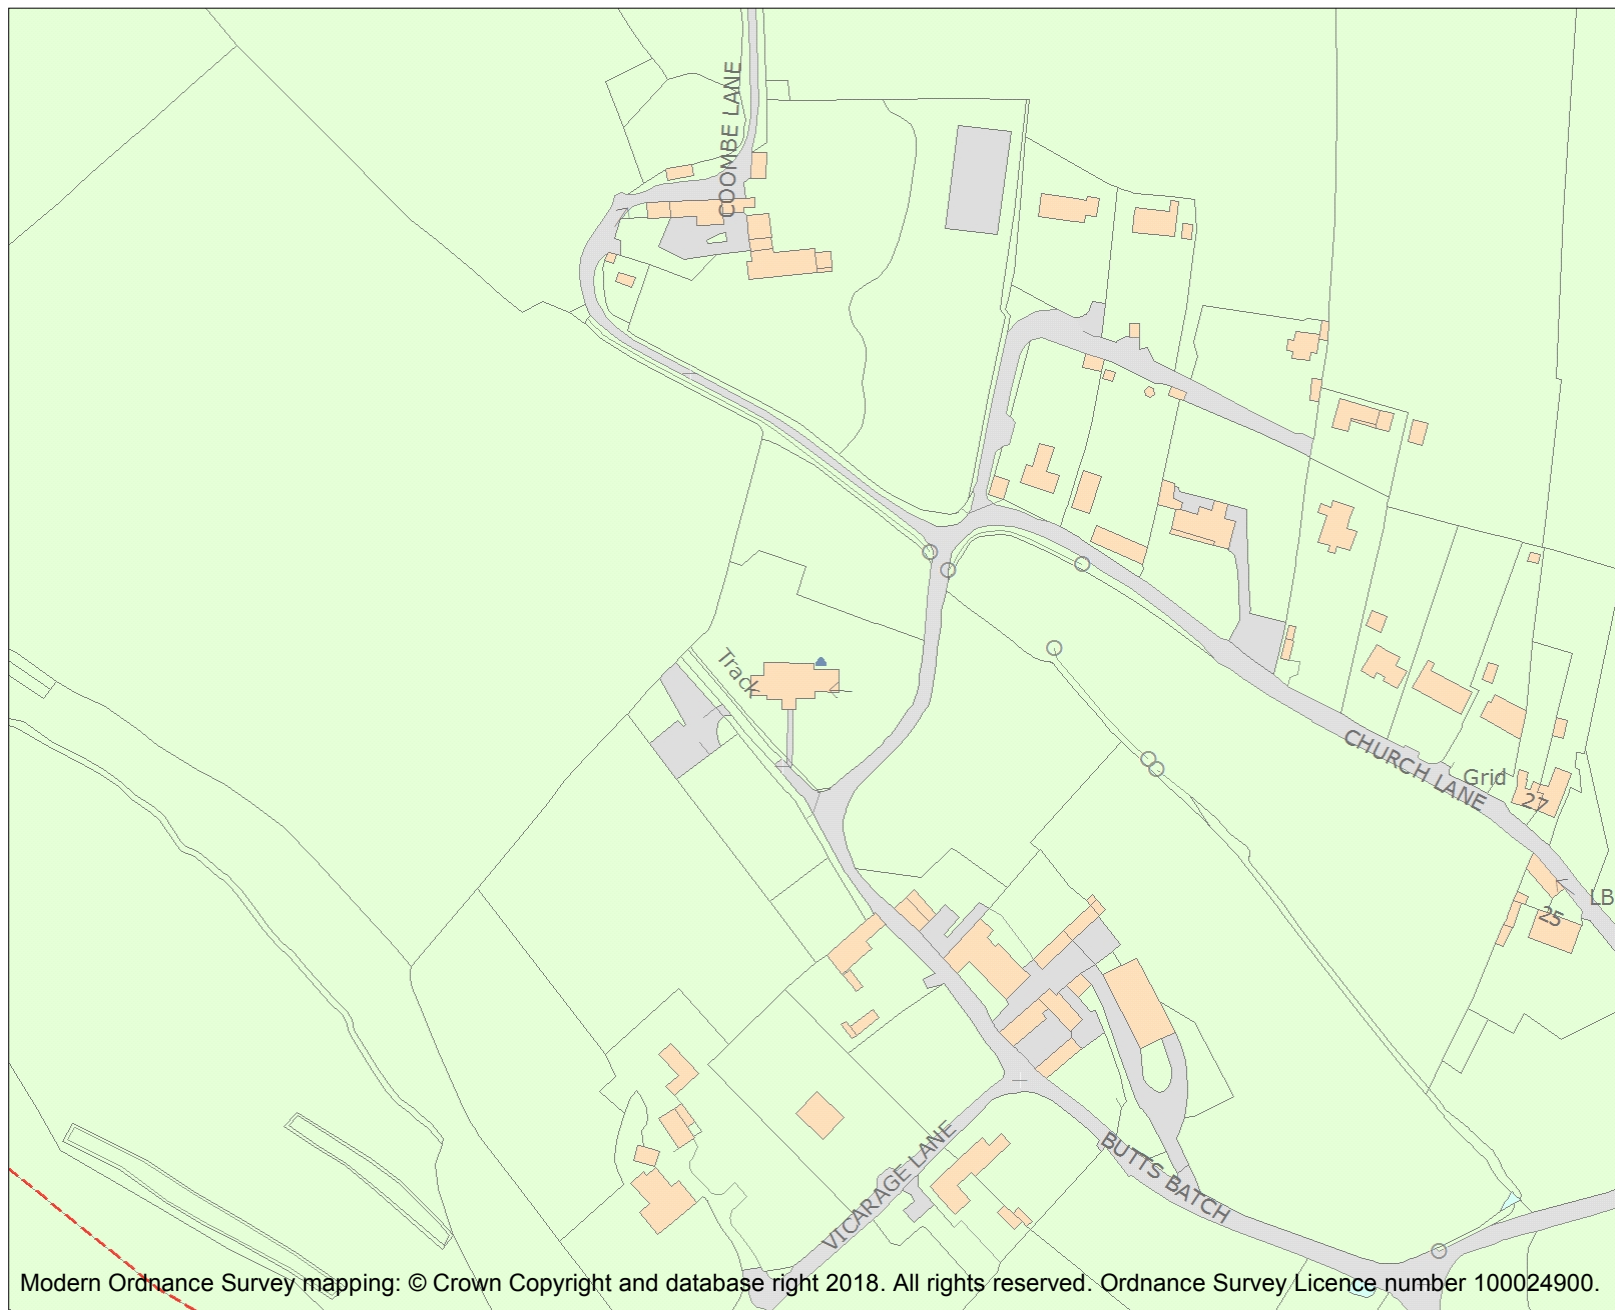 COOMBE LANE
Track
CHURCH LANE
Grid
27
LB
25
BUTTS BATCH
VICARAGE LANE
Modern Ordnance Survey mapping: © Crown Copyright and database right 2018. All rights reserved. Ordnance Survey Licence number 100024900.